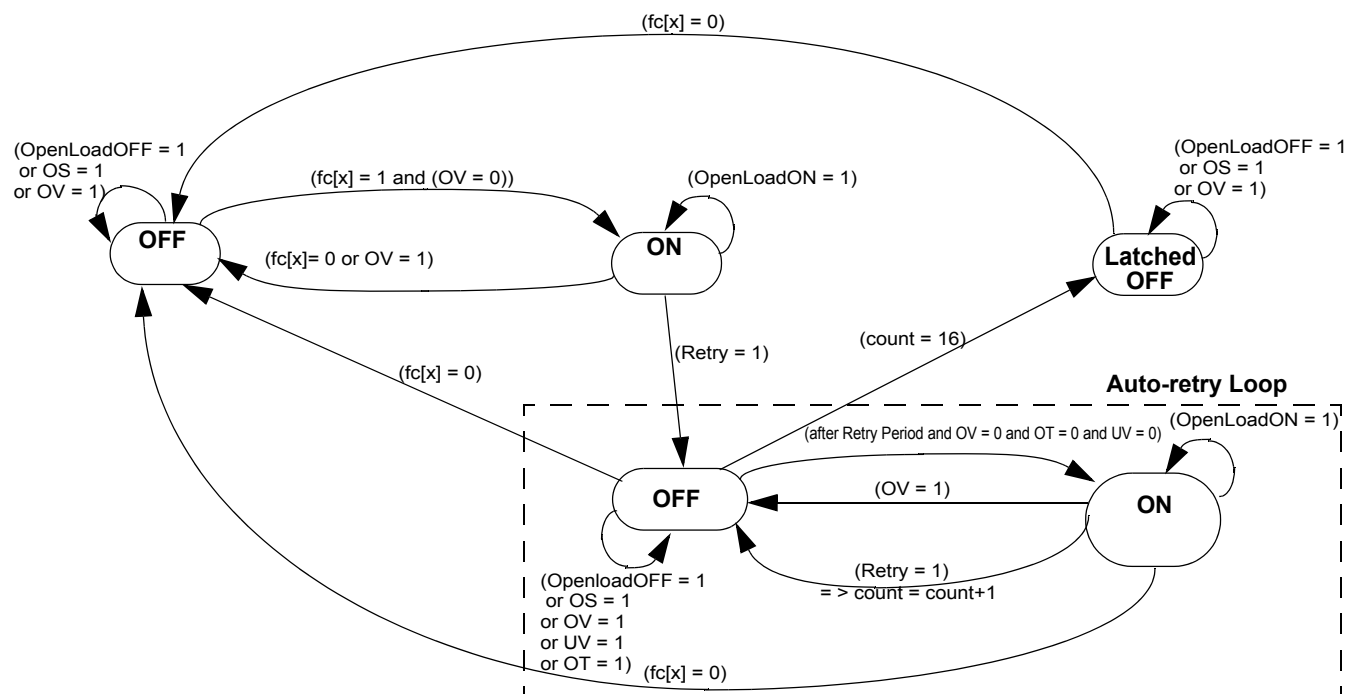 (fc[x] = 0)
(OpenLoadOFF = 1
or OS = 1
or OV = 1)
(fc[x] = 1 and (OV = 0))
(OpenLoadON = 1)
(OpenLoadOFF = 1
or OS = 1
or OV = 1)
OFF
ON
Latched
OFF
(fc[x]= 0 or OV = 1)
(Retry = 1)
(count = 16)
(fc[x] = 0)
Auto-retry Loop
(after Retry Period and OV = 0 and OT = 0 and UV = 0)
(OpenLoadON = 1)
OFF
(OV = 1)
ON
(OpenloadOFF = 1
or OS = 1
or OV = 1
or UV = 1
or OT = 1)
(Retry = 1)
= > count = count+1
(fc[x] = 0)